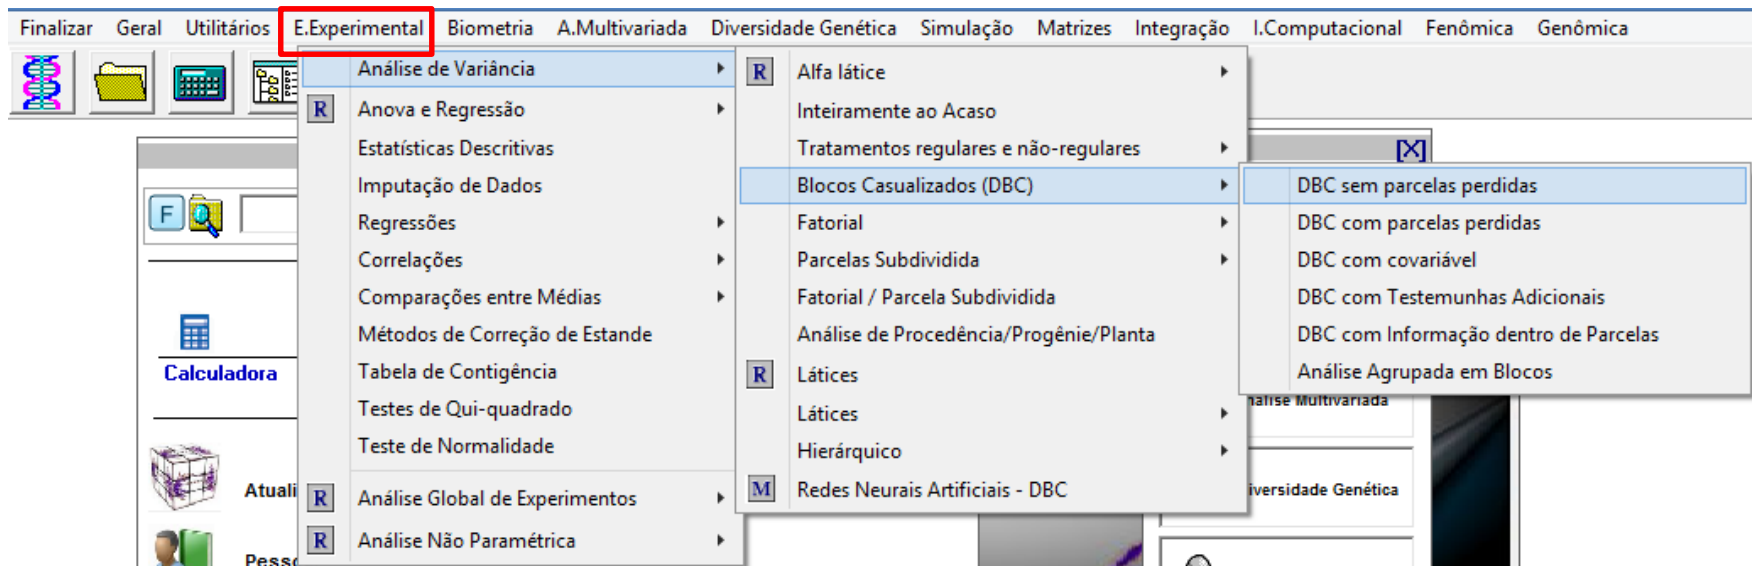 Finalizar Geral Utilitários E.Experimental Biometria A.Multivariada Diversidade Genética Simulação Matrizes Integração I.Computacional Fenômica Genômica
Análise de Variância
R Anova e Regressão
Estatísticas Descritivas
Imputação de Dados
Regressões
Correlações
Comparações entre Médias
Métodos de Correção de Estande
Tabela de Contigência
Testes de Qui-quadrado
Teste de Normalidade
R Análise Global de Experimentos
R Análise Não Paramétrica
R Alfa látice
Inteiramente ao Acaso
Tratamentos regulares e não-regulares
Blocos Casualizados (DBC)
Fatorial
Parcelas Subdividida
Fatorial / Parcela Subdividida
Análise de Procedência/Progênie/Planta
R Látices
Látices
Hierárquico
M Redes Neurais Artificiais - DBC
[X]
DBC sem parcelas perdidas
DBC com parcelas perdidas
DBC com covariável
DBC com Testemunhas Adicionais
DBC com Informação dentro de Parcelas
Análise Agrupada em Blocos
F
Calculadora
Atuali
Pesso
nálise Multivariada
iversidade Genética